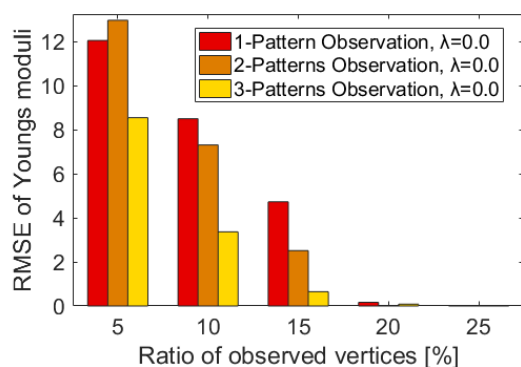 1-Pattern Observation, λ=0.0
2-Patterns Observation, λ=0.0
3-Patterns Observation, λ=0.0
RMSE of Youngs moduli
12
10
8
6
4
2
0
5 10 15 20 25
Ratio of observed vertices [%]